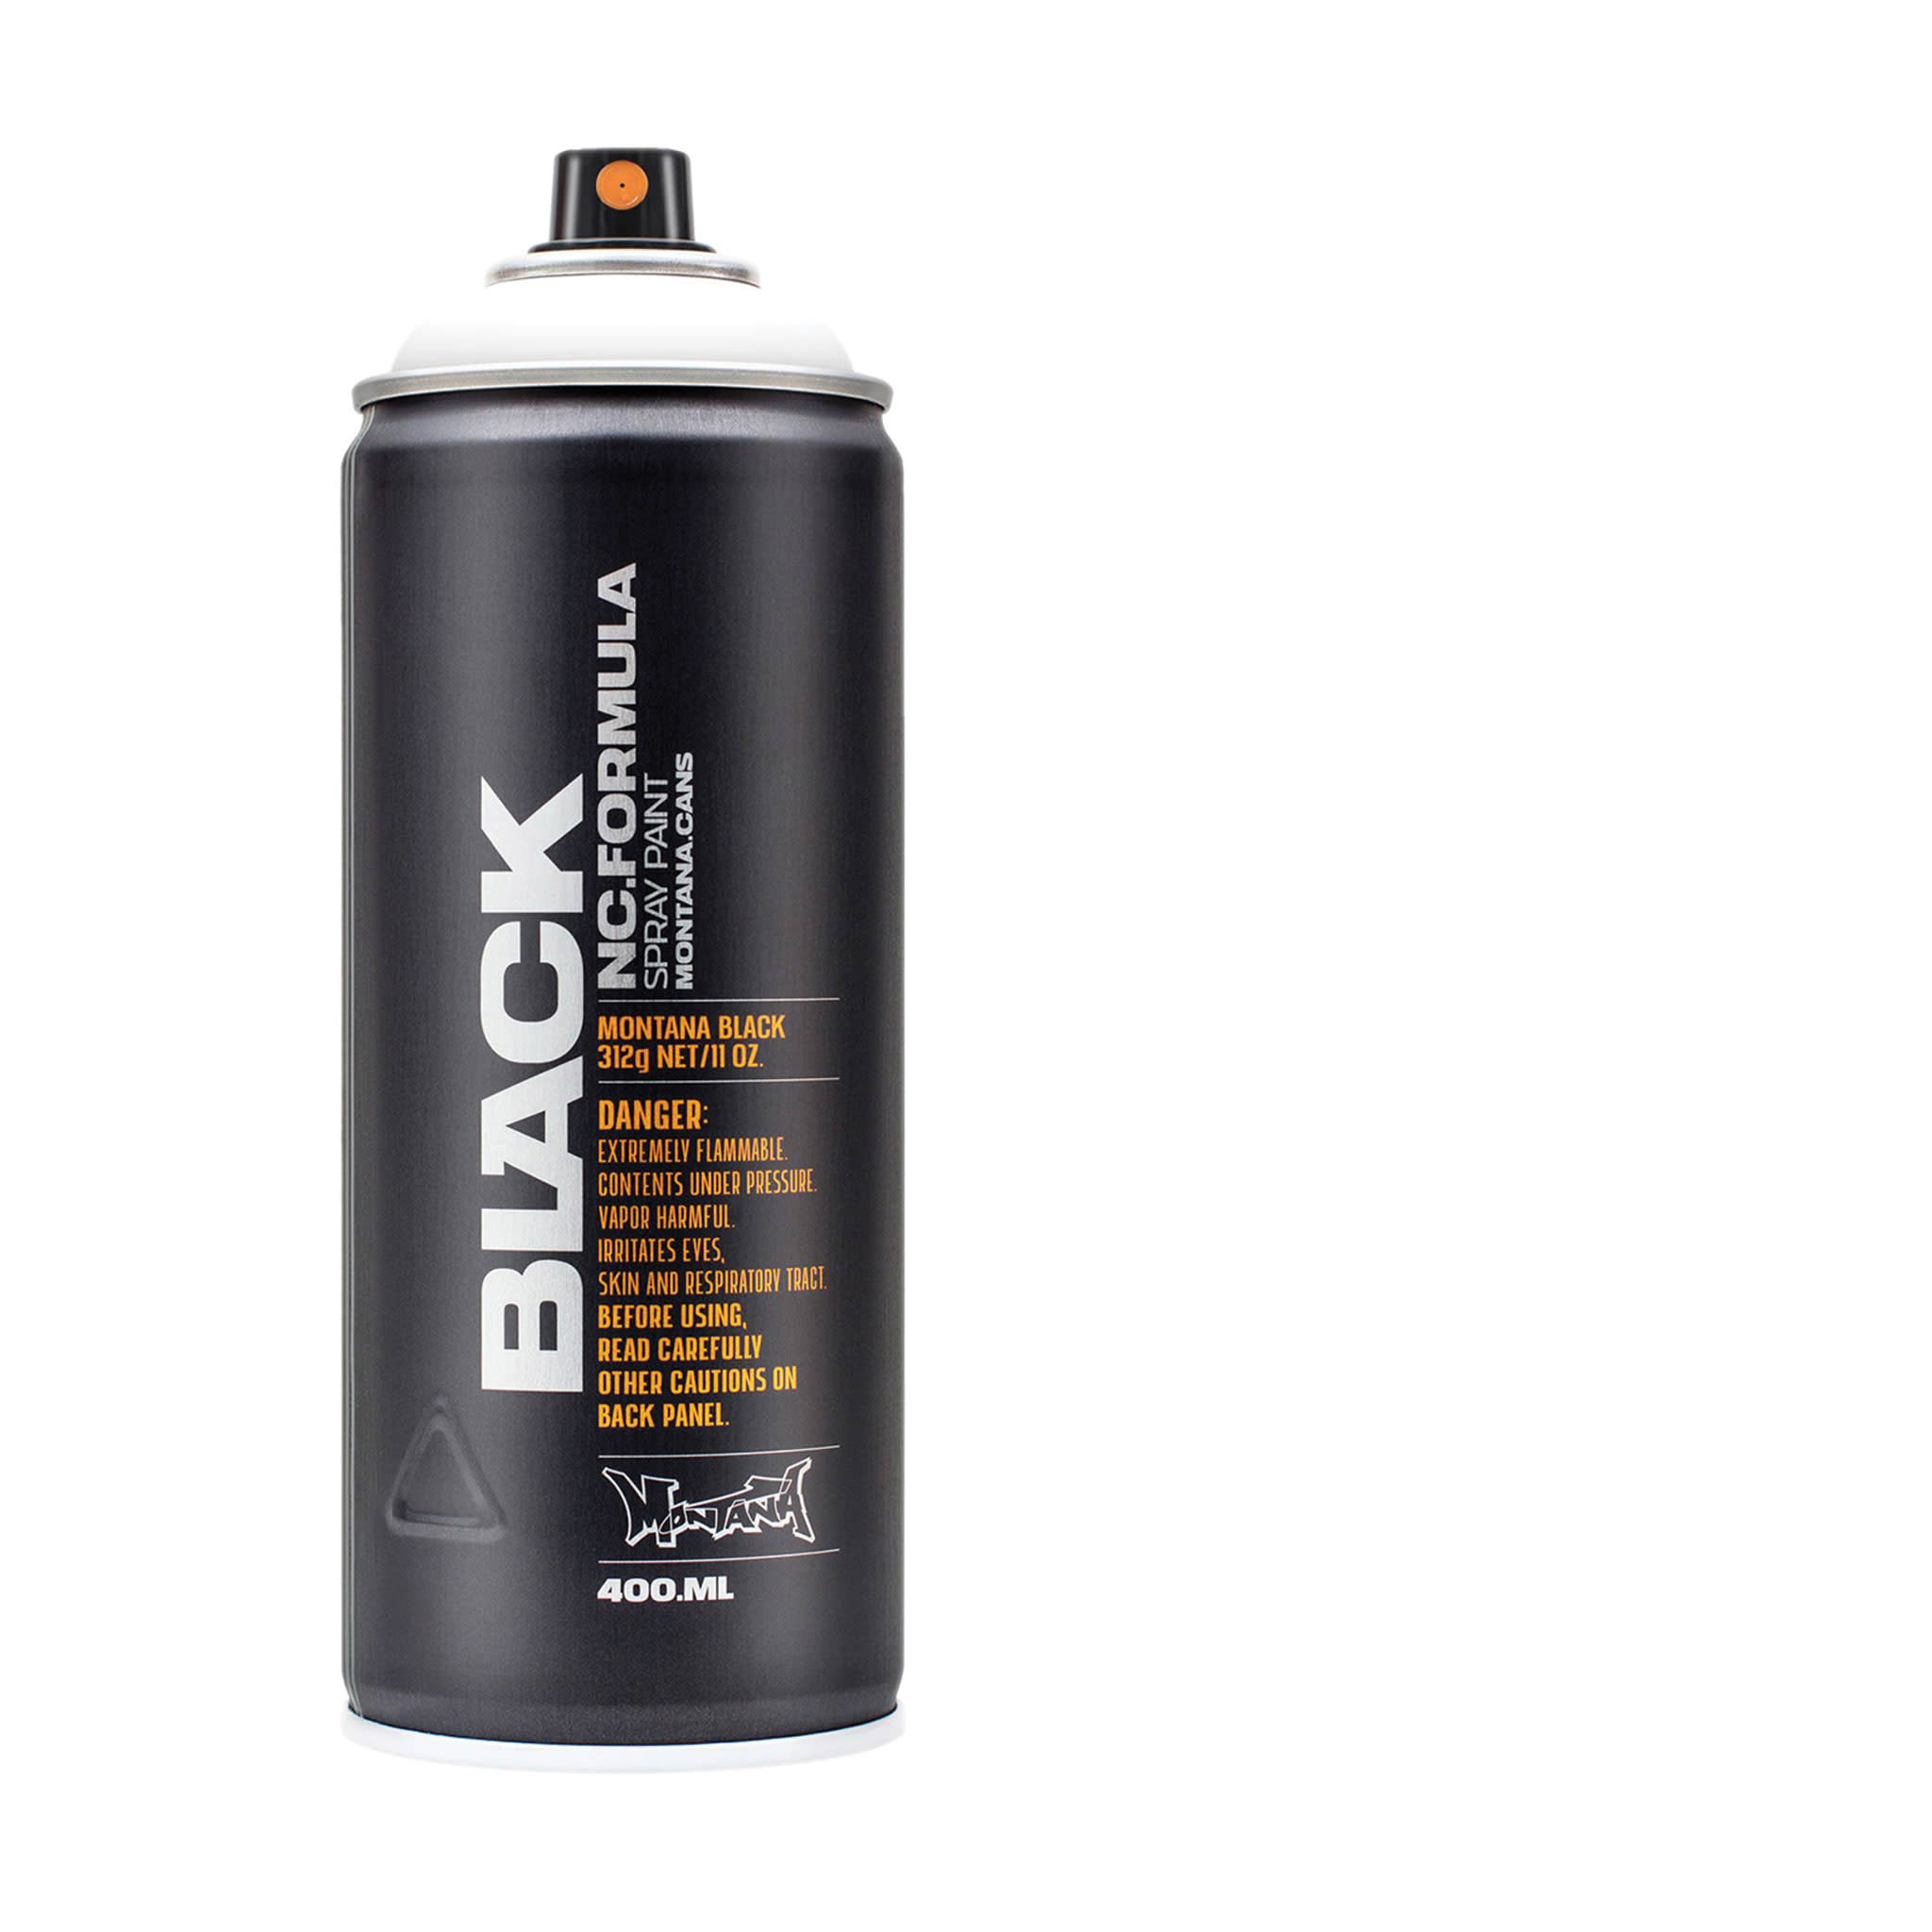 BLACK
NC.FORMULA
SPRAY PAINT
MONTANA.CANS
MONTANA BLACK
312g NET/11 OZ.
DANGER:
EXTREMELY FLAMMABLE.
CONTENTS UNDER PRESSURE.
VAPOR HARMFUL.
IRRITATES EYES,
SKIN AND RESPIRATORY TRACT.
BEFORE USING,
READ CAREFULLY
OTHER CAUTIONS ON
BACK PANEL.
MONTANA
400.ML